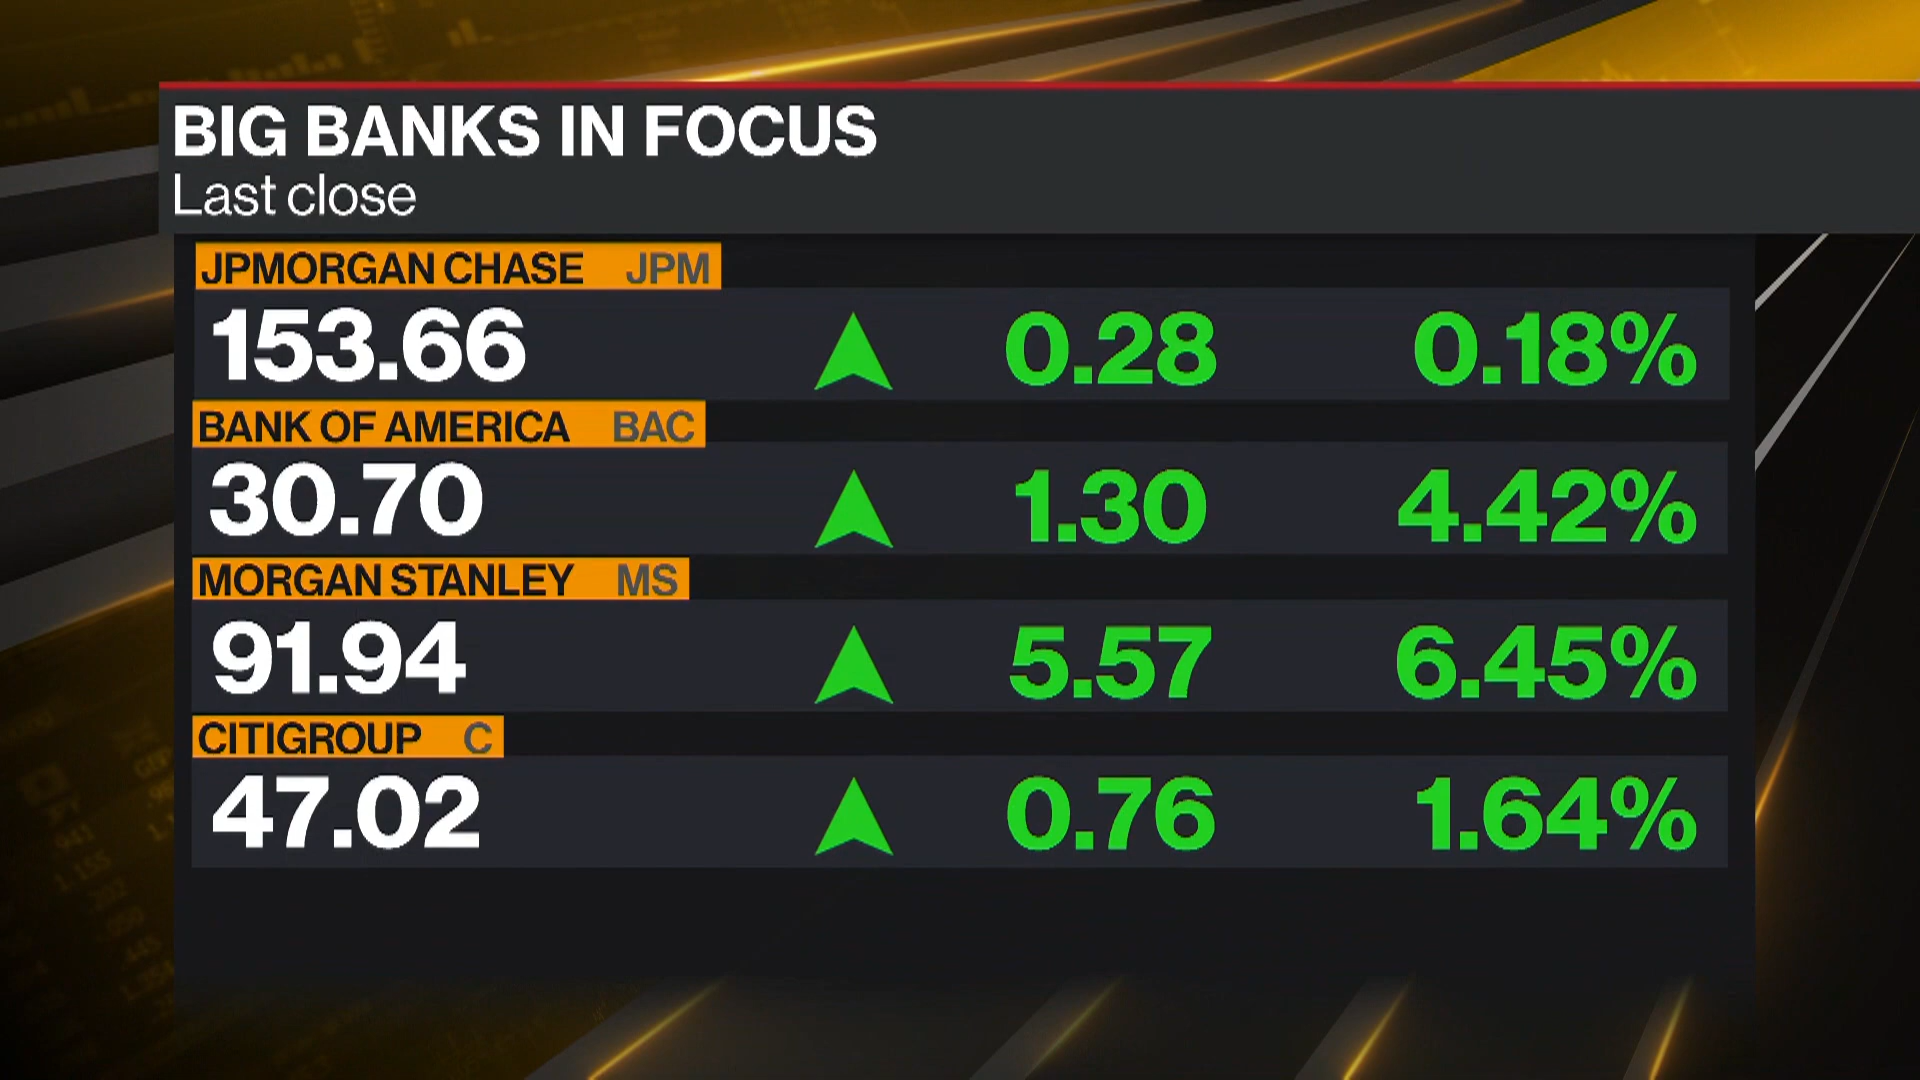 BIG BANKS IN FOCUS
Last close
JPMORGAN CHASE JPM
153.66 0.28 0.18%
BANK OF AMERICA BAC
30.70 1.30 4.42%
MORGAN STANLEY MS
91.94 5.57 6.45%
CITIGROUP C
47.02 0.76 1.64%